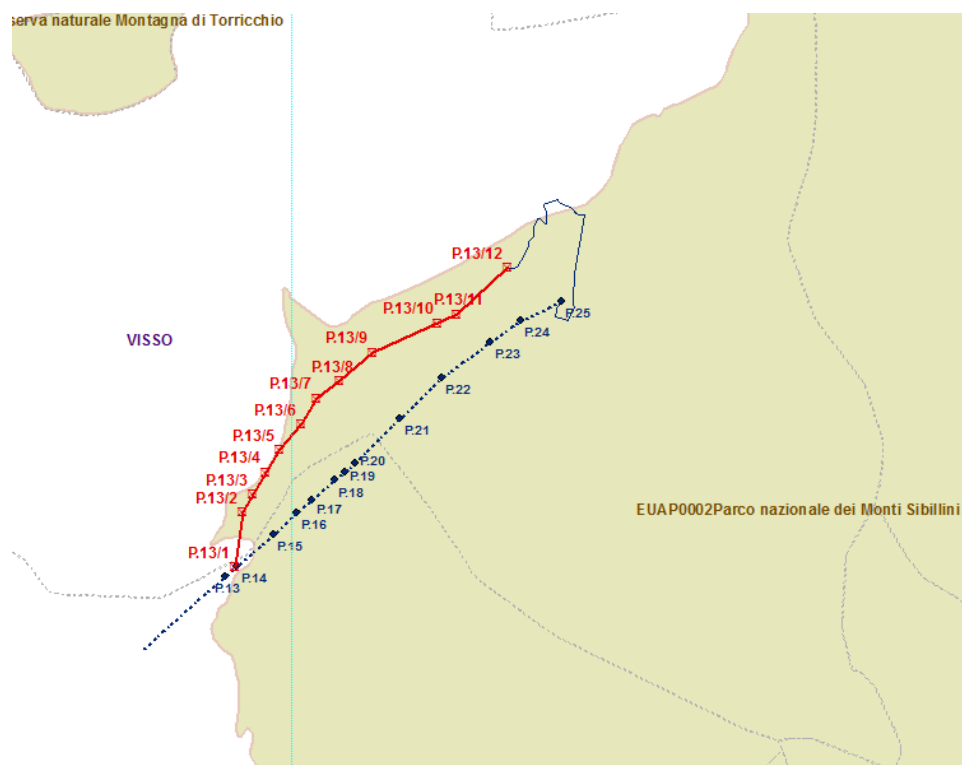 serva naturale Montagna di Torricchio
P.13/12
P.13/11
P.13/10
P.25
P.24
VISSO
P.13/9
P.23
P.13/8
P.22
P.13/7
P.13/6
P.21
P.13/5
P.20
P.13/4
P.19
P.13/3
P.18
P.13/2
P.17
EUAP0002Parco nazionale dei Monti Sibillini
P.16
P.15
P.13/1
P.14
P.13